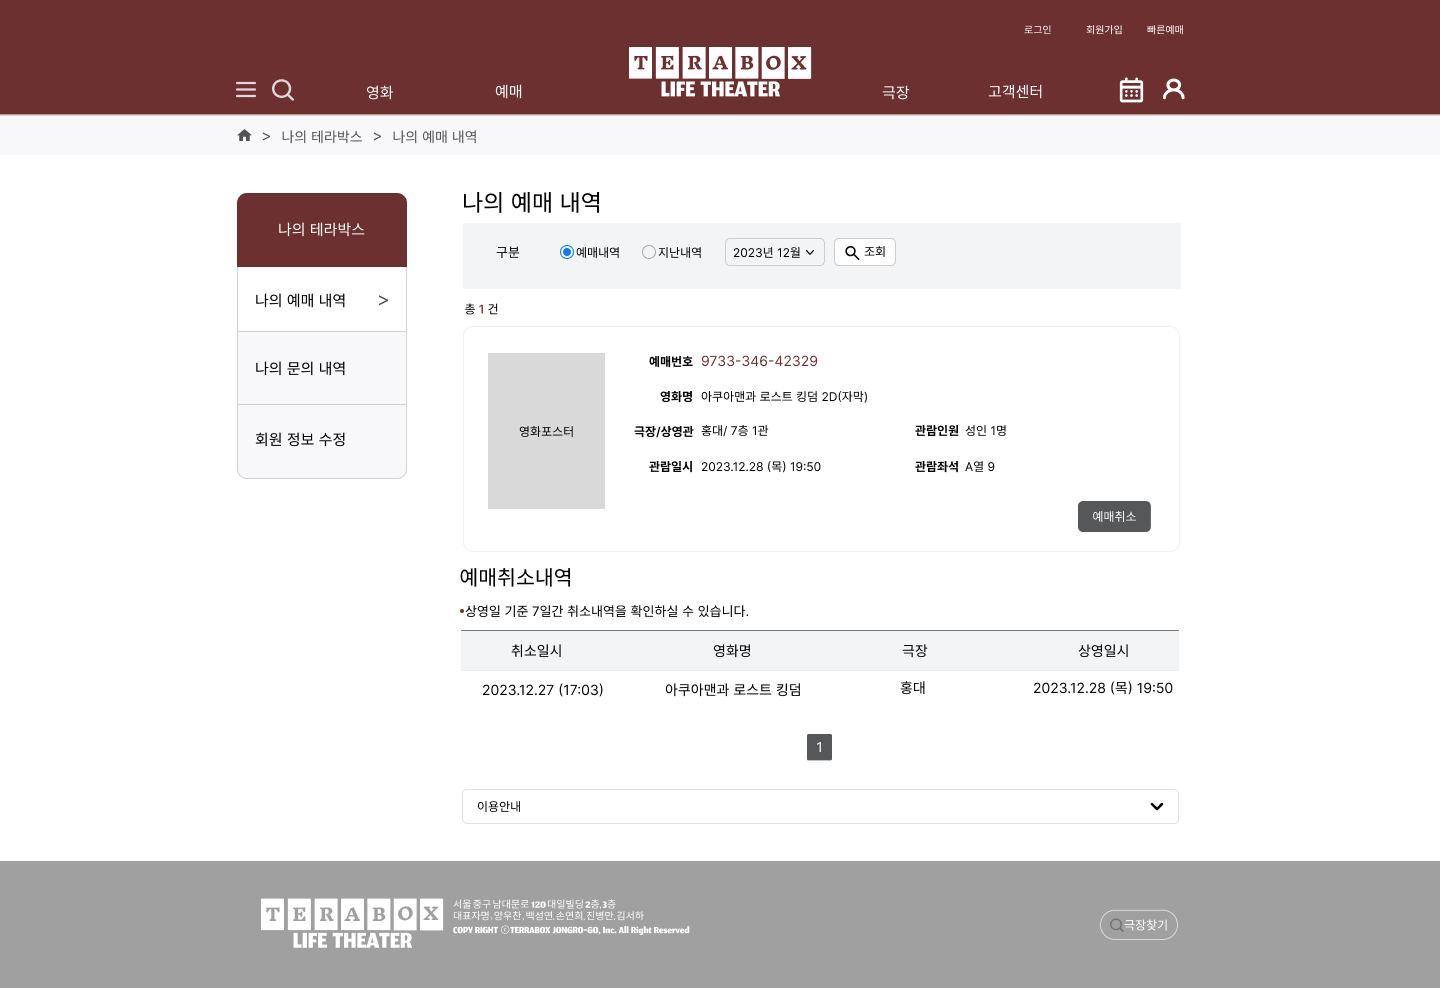 로그인 회원가입 빠른예매
TERABOX
LIFE THEATER
영화 예매 극장 고객센터
> 나의 테라박스 > 나의 예매 내역
나의 테라박스
나의 예매 내역 >
나의 문의 내역
회원 정보 수정
나의 예매 내역
구분 예매내역 지난내역 2023년 12월 조회
총 1 건
영화포스터
예매번호 9733-346-42329
영화명 아쿠아맨과 로스트 킹덤 2D(자막)
극장/상영관 홍대/ 7층 1관 관람인원 성인 1명
관람일시 2023.12.28 (목) 19:50 관람좌석 A열 9
예매취소
예매취소내역
•상영일 기준 7일간 취소내역을 확인하실 수 있습니다.
취소일시 영화명 극장 상영일시
2023.12.27 (17:03) 아쿠아맨과 로스트 킹덤 홍대 2023.12.28 (목) 19:50
1
이용안내
TERABOX
LIFE THEATER
서울 중구 남대문로 120 대일빌딩 2층, 3층
대표자명 . 양우찬 , 백성연, 손연희, 진병만, 김서하
COPY RIGHT ⓒTERRABOX JONGRO-GO, Inc. All Right Reserved
극장찾기